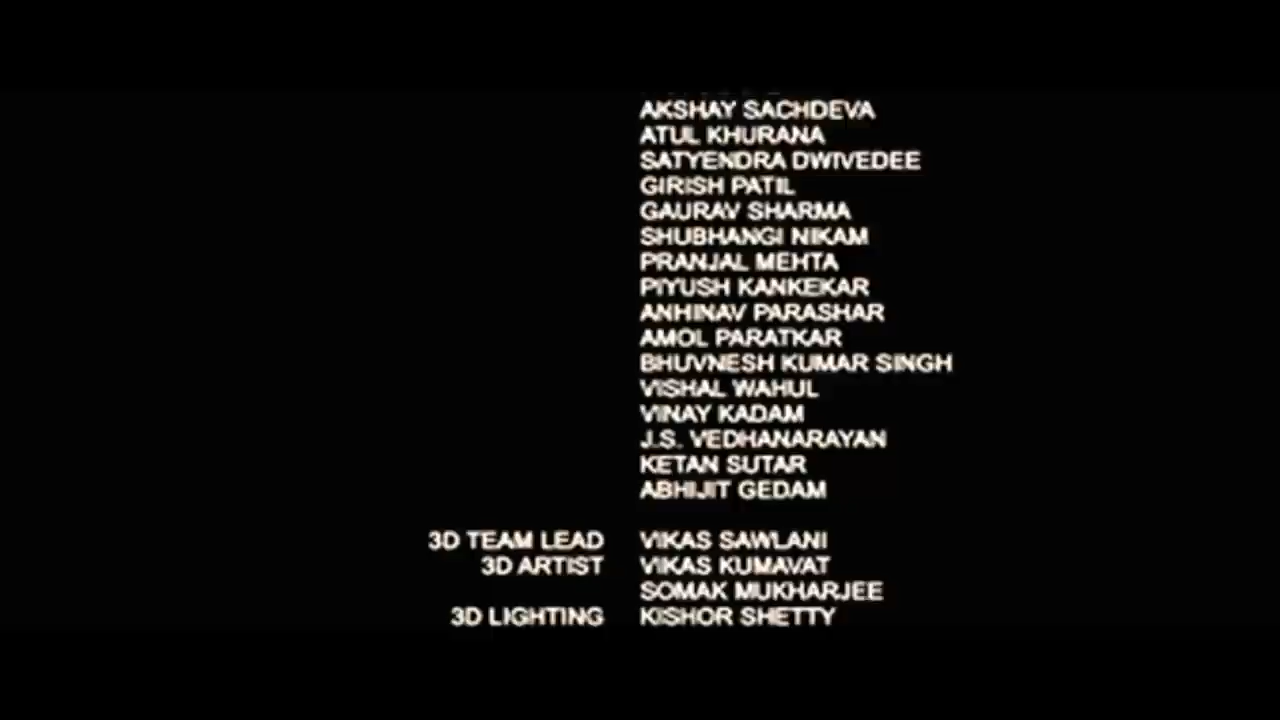 AKSHAY SACHDEVA
ATUL KHURANA
SATYENDRA DWIVEDEE
GIRISH PATIL
GAURAV SHARMA
SHUBHANGI NIKAM
PRANJAL MEHTA
PIYUSH KANKEKAR
ANHINAV PARASHAR
AMOL PARATKAR
BHUVNESH KUMAR SINGH
VISHAL WAHUL
VINAY KADAM
J.S. VEDHANARAYAN
KETAN SUTAR
ABHIJIT GEDAM
3D TEAM LEAD VIKAS SAWLANI
3D ARTIST VIKAS KUMAVAT
SOMAK MUKHARJEE
3D LIGHTING KISHOR SHETTY